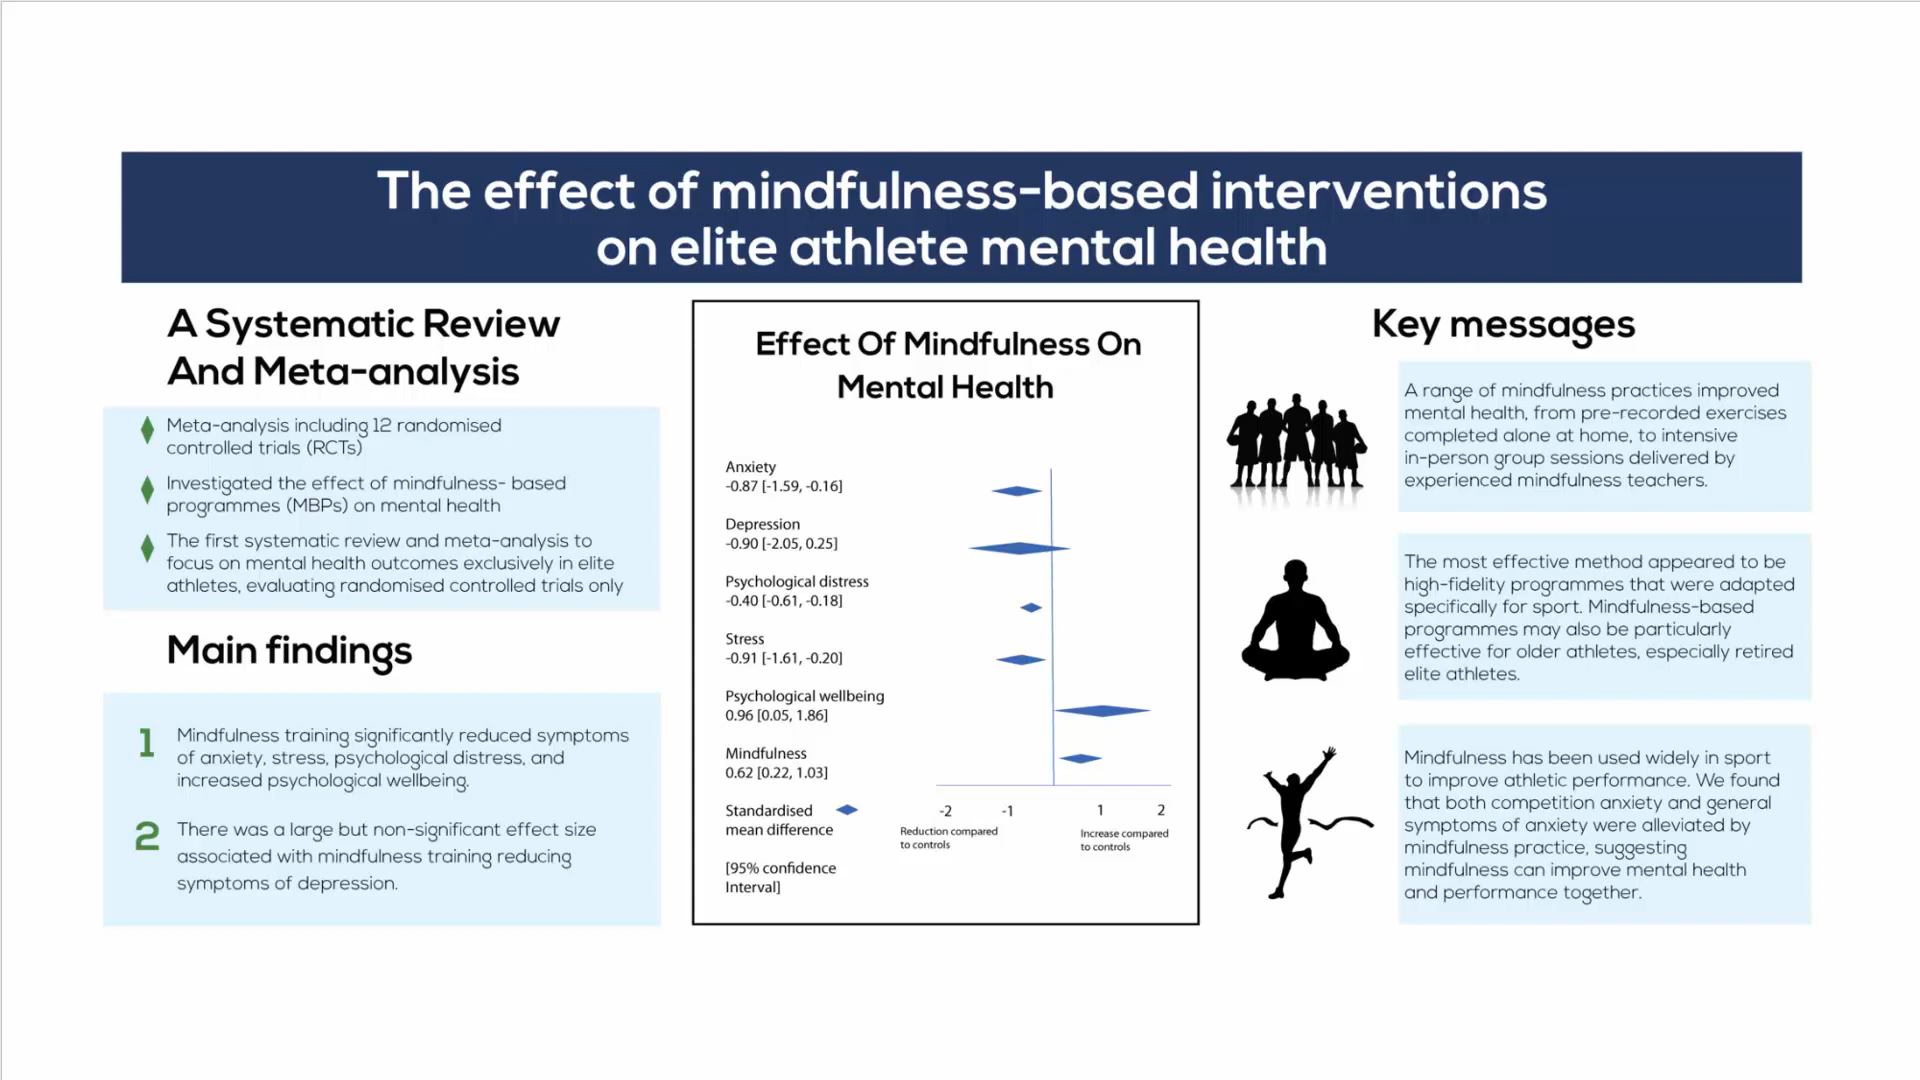 The effect of mindfulness-based interventions
on elite athlete mental health
A Systematic Review
And Meta-analysis
Meta-analysis including 12 randomised
controlled trials (RCTs)
Investigated the effect of mindfulness- based
programmes (MBPs) on mental health
The first systematic review and meta-analysis to
focus on mental health outcomes exclusively in elite
athletes, evaluating randomised controlled trials only
Main findings
1
Mindfulness training significantly reduced symptoms
of anxiety, stress, psychological distress, and
increased psychological wellbeing.
2
There was a large but non-significant effect size
associated with mindfulness training reducing
symptoms of depression.
Effect Of Mindfulness On
Mental Health
Anxiety
-0.87 [-1.59, -0.16]
Depression
-0.90 [-2.05, 0.25]
Psychological distress
-0.40 [-0.61, -0.18]
Stress
-0.91 [-1.61, -0.20]
Psychological wellbeing
0.96 [0.05, 1.86]
Mindfulness
0.62 [0.22, 1.03]
Standardised
mean difference
[95% confidence
Interval]
-2 -1 1 2
Reduction compared
to controls
Increase compared
to controls
Key messages
A range of mindfulness practices improved
mental health, from pre-recorded exercises
completed alone at home, to intensive
in-person group sessions delivered by
experienced mindfulness teachers.
The most effective method appeared to be
high-fidelity programmes that were adapted
specifically for sport. Mindfulness-based
programmes may also be particularly
effective for older athletes, especially retired
elite athletes.
Mindfulness has been used widely in sport
to improve athletic performance. We found
that both competition anxiety and general
symptoms of anxiety were alleviated by
mindfulness practice, suggesting
mindfulness can improve mental health
and performance together.